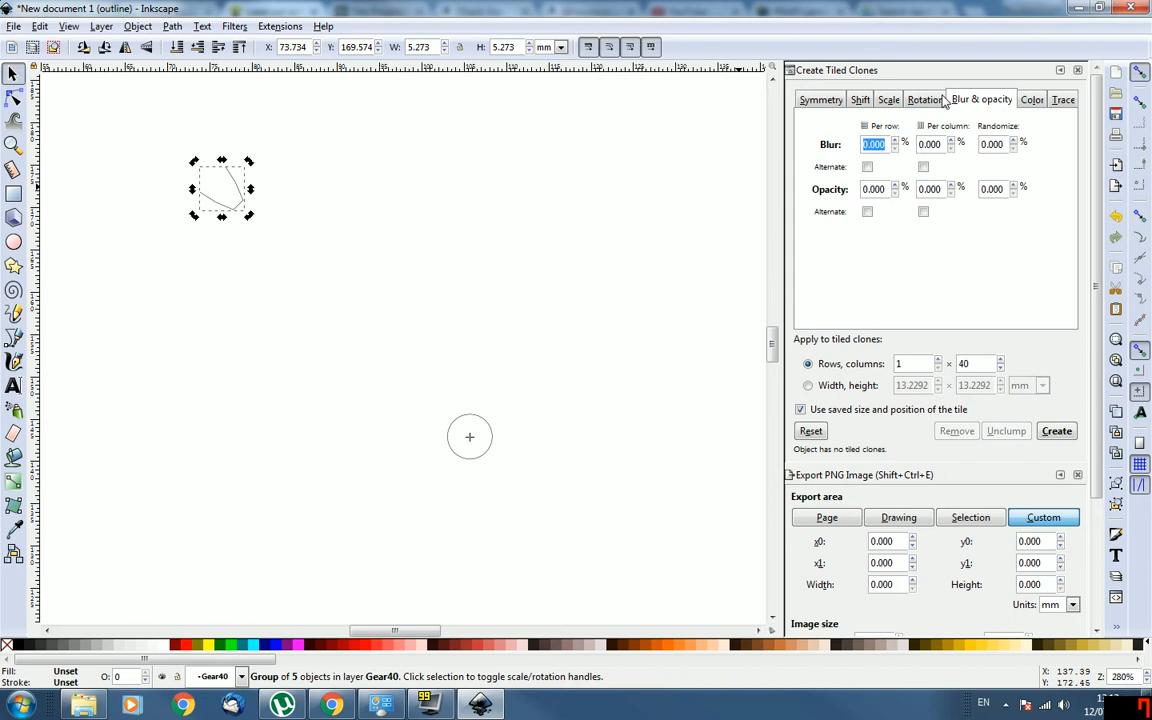 *New document 1 (outline) - Inkscape
File Edit View Layer Object Path Text Filters Extensions Help
X: 73.734 Y: 169.574 W: 5.273 H: 5.273 mm
Create Tiled Clones
Symmetry Shift Scale Rotation Blur & opacity Color Trace
Per row: Per column: Randomize:
Blur: 0.000 % 0.000 % 0.000 %
Alternate:
Opacity: 0.000 % 0.000 % 0.000 %
Alternate:
Apply to tiled clones:
Rows, columns: 1 × 40
Width, height: 13.2292 × 13.2292 mm
Use saved size and position of the tile
Reset Remove Unclump Create
Object has no tiled clones.
Export PNG Image (Shift+Ctrl+E)
Export area
Page Drawing Selection Custom
x0: 0.000 y0: 0.000
x1: 0.000 y1: 0.000
Width: 0.000 Height: 0.000
Units: mm
Image size
Fill: Unset
Stroke: Unset
O: 0
Gear40
Group of 5 objects in layer Gear40. Click selection to toggle scale/rotation handles.
X: 137.39
Y: 172.45
Z: 280%
EN